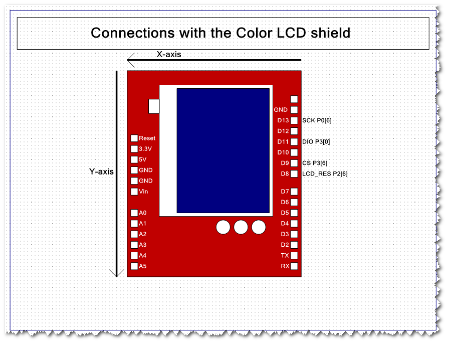 Connections with the Color LCD shield
X-axis
Y-axis
GND
D13 SCK P0[6]
D12
D11 DIO P3[0]
D10
D9 CS P3[6]
D8 LCD_RES P2[6]
D7
D6
D5
D4
D3
D2
TX
RX
Reset
3.3V
5V
GND
GND
Vin
A0
A1
A2
A3
A4
A5